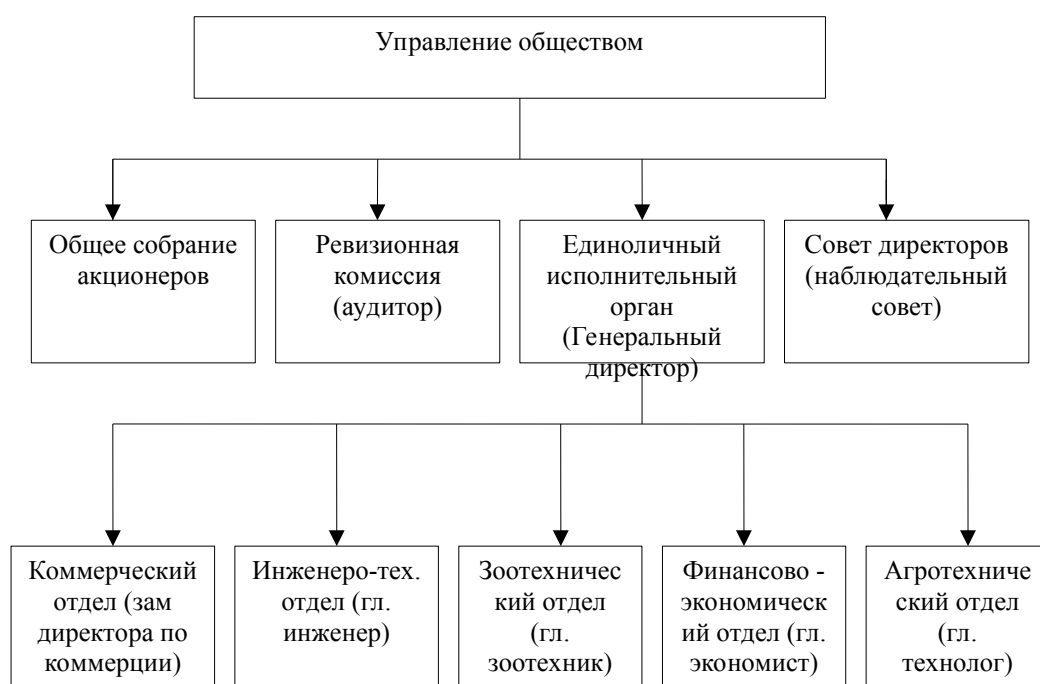 Управление обществом
Общее собрание
акционеров
Ревизионная
комиссия
(аудитор)
Единоличный
исполнительный
орган
(Генеральный
директор)
Совет директоров
(наблюдательный
совет)
Коммерческий
отдел (зам
директора по
коммерции)
Инженеро-тех.
отдел (гл.
инженер)
Зоотехничес
кий отдел
(гл.
зоотехник)
Финансово -
экономическ
ий отдел (гл.
экономист)
Агротехниче
ский отдел
(гл.
технолог)